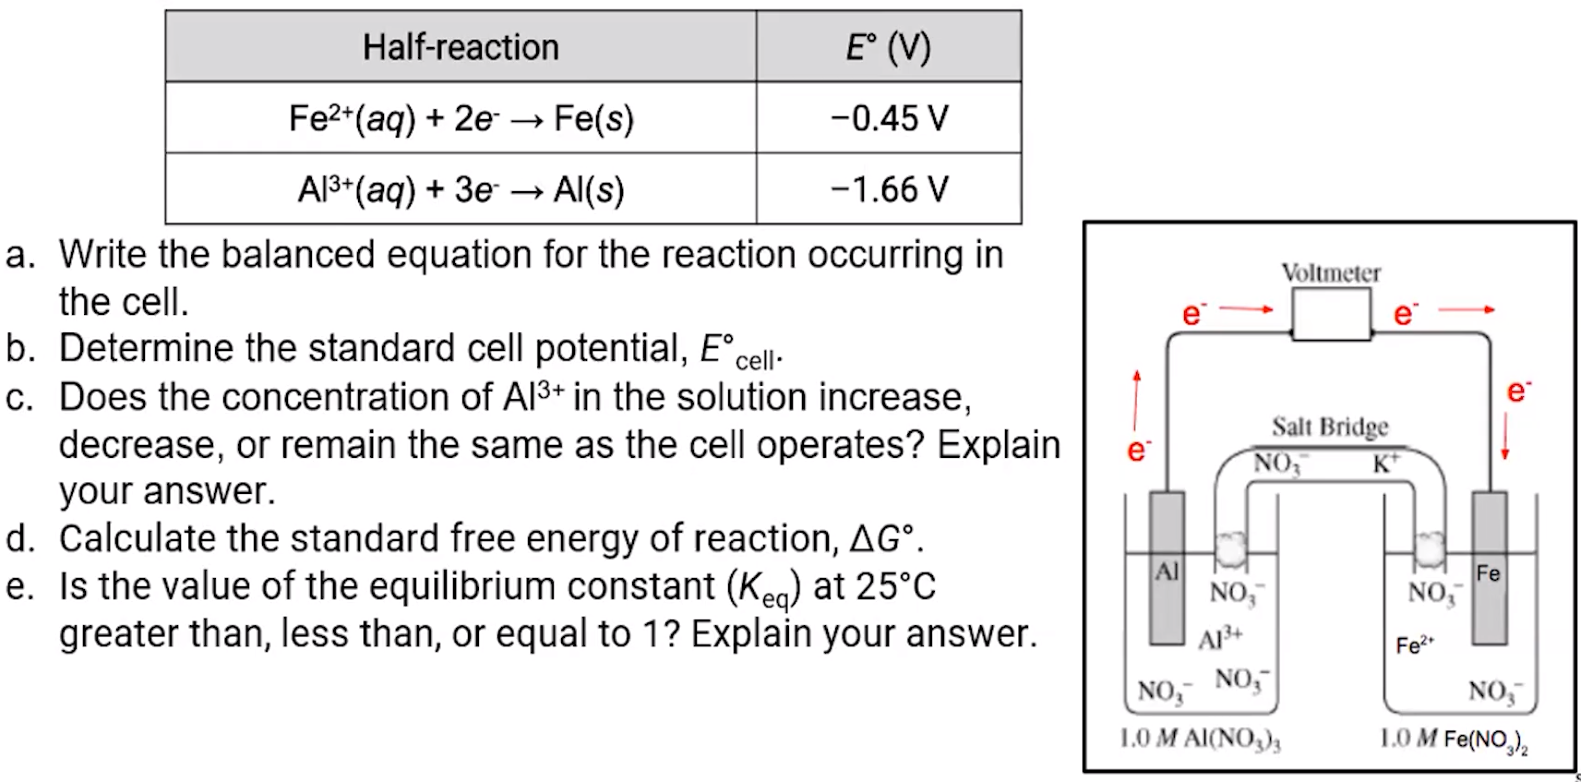 Half-reaction E° (V)
Fe²⁺(aq) + 2e⁻ → Fe(s) −0.45 V
Al³⁺(aq) + 3e⁻ → Al(s) −1.66 V
a. Write the balanced equation for the reaction occurring in
the cell.
b. Determine the standard cell potential, E°cell.
c. Does the concentration of Al³⁺ in the solution increase,
decrease, or remain the same as the cell operates? Explain
your answer.
d. Calculate the standard free energy of reaction, ΔG°.
e. Is the value of the equilibrium constant (Keq) at 25°C
greater than, less than, or equal to 1? Explain your answer.
Voltmeter
e⁻ e⁻
e⁻
Salt Bridge
e⁻
NO₃⁻ K⁺
Al Fe
NO₃⁻ NO₃⁻
Al³⁺ Fe²⁺
NO₃⁻ NO₃⁻ NO₃⁻
1.0 M Al(NO₃)₃ 1.0 M Fe(NO₃)₂